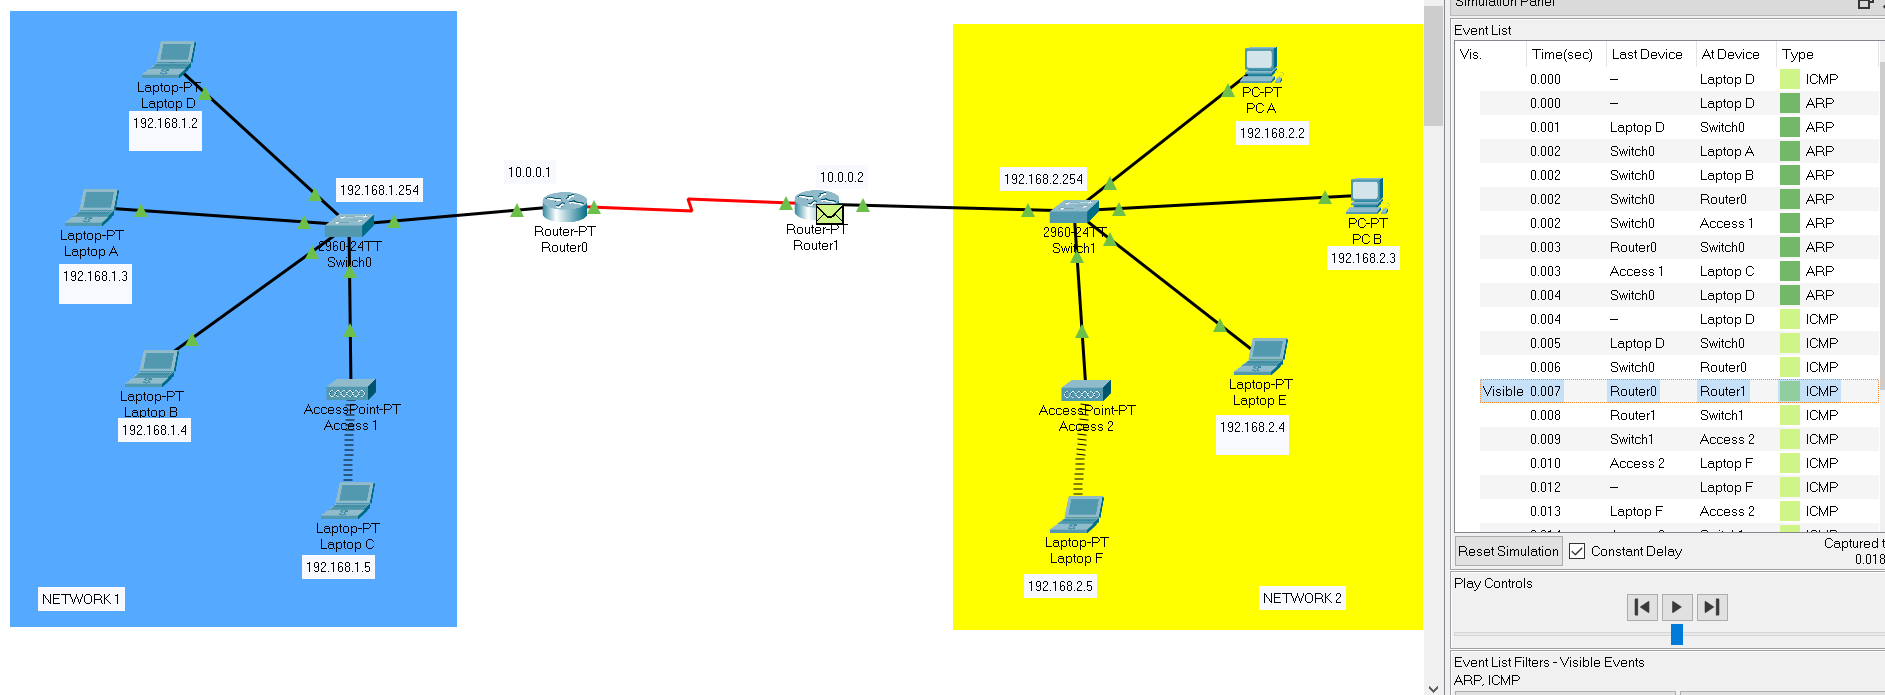 Simulation Panel
Event List
Vis. Time(sec) Last Device At Device Type
0.000 -- Laptop D ICMP
0.000 -- Laptop D ARP
0.001 Laptop D Switch0 ARP
0.002 Switch0 Laptop A ARP
0.002 Switch0 Laptop B ARP
0.002 Switch0 Router0 ARP
0.002 Switch0 Access 1 ARP
0.003 Router0 Switch0 ARP
0.003 Access 1 Laptop C ARP
0.004 Switch0 Laptop D ARP
0.004 -- Laptop D ICMP
0.005 Laptop D Switch0 ICMP
0.006 Switch0 Router0 ICMP
Visible 0.007 Router0 Router1 ICMP
0.008 Router1 Switch1 ICMP
0.009 Switch1 Access 2 ICMP
0.010 Access 2 Laptop F ICMP
0.012 -- Laptop F ICMP
0.013 Laptop F Access 2 ICMP
Reset Simulation Constant Delay
Captured t
0.018
Play Controls
Event List Filters - Visible Events
ARP, ICMP
Laptop-PT
Laptop D
192.168.1.2
Laptop-PT
Laptop A
192.168.1.3
Laptop-PT
Laptop B
192.168.1.4
192.168.1.254
2960-24TT
Switch0
AccessPoint-PT
Access 1
Laptop-PT
Laptop C
192.168.1.5
NETWORK 1
10.0.0.1
Router-PT
Router0
10.0.0.2
Router-PT
Router1
192.168.2.254
2960-24TT
Switch1
PC-PT
PC A
192.168.2.2
PC-PT
PC B
192.168.2.3
Laptop-PT
Laptop E
192.168.2.4
AccessPoint-PT
Access 2
Laptop-PT
Laptop F
192.168.2.5
NETWORK 2